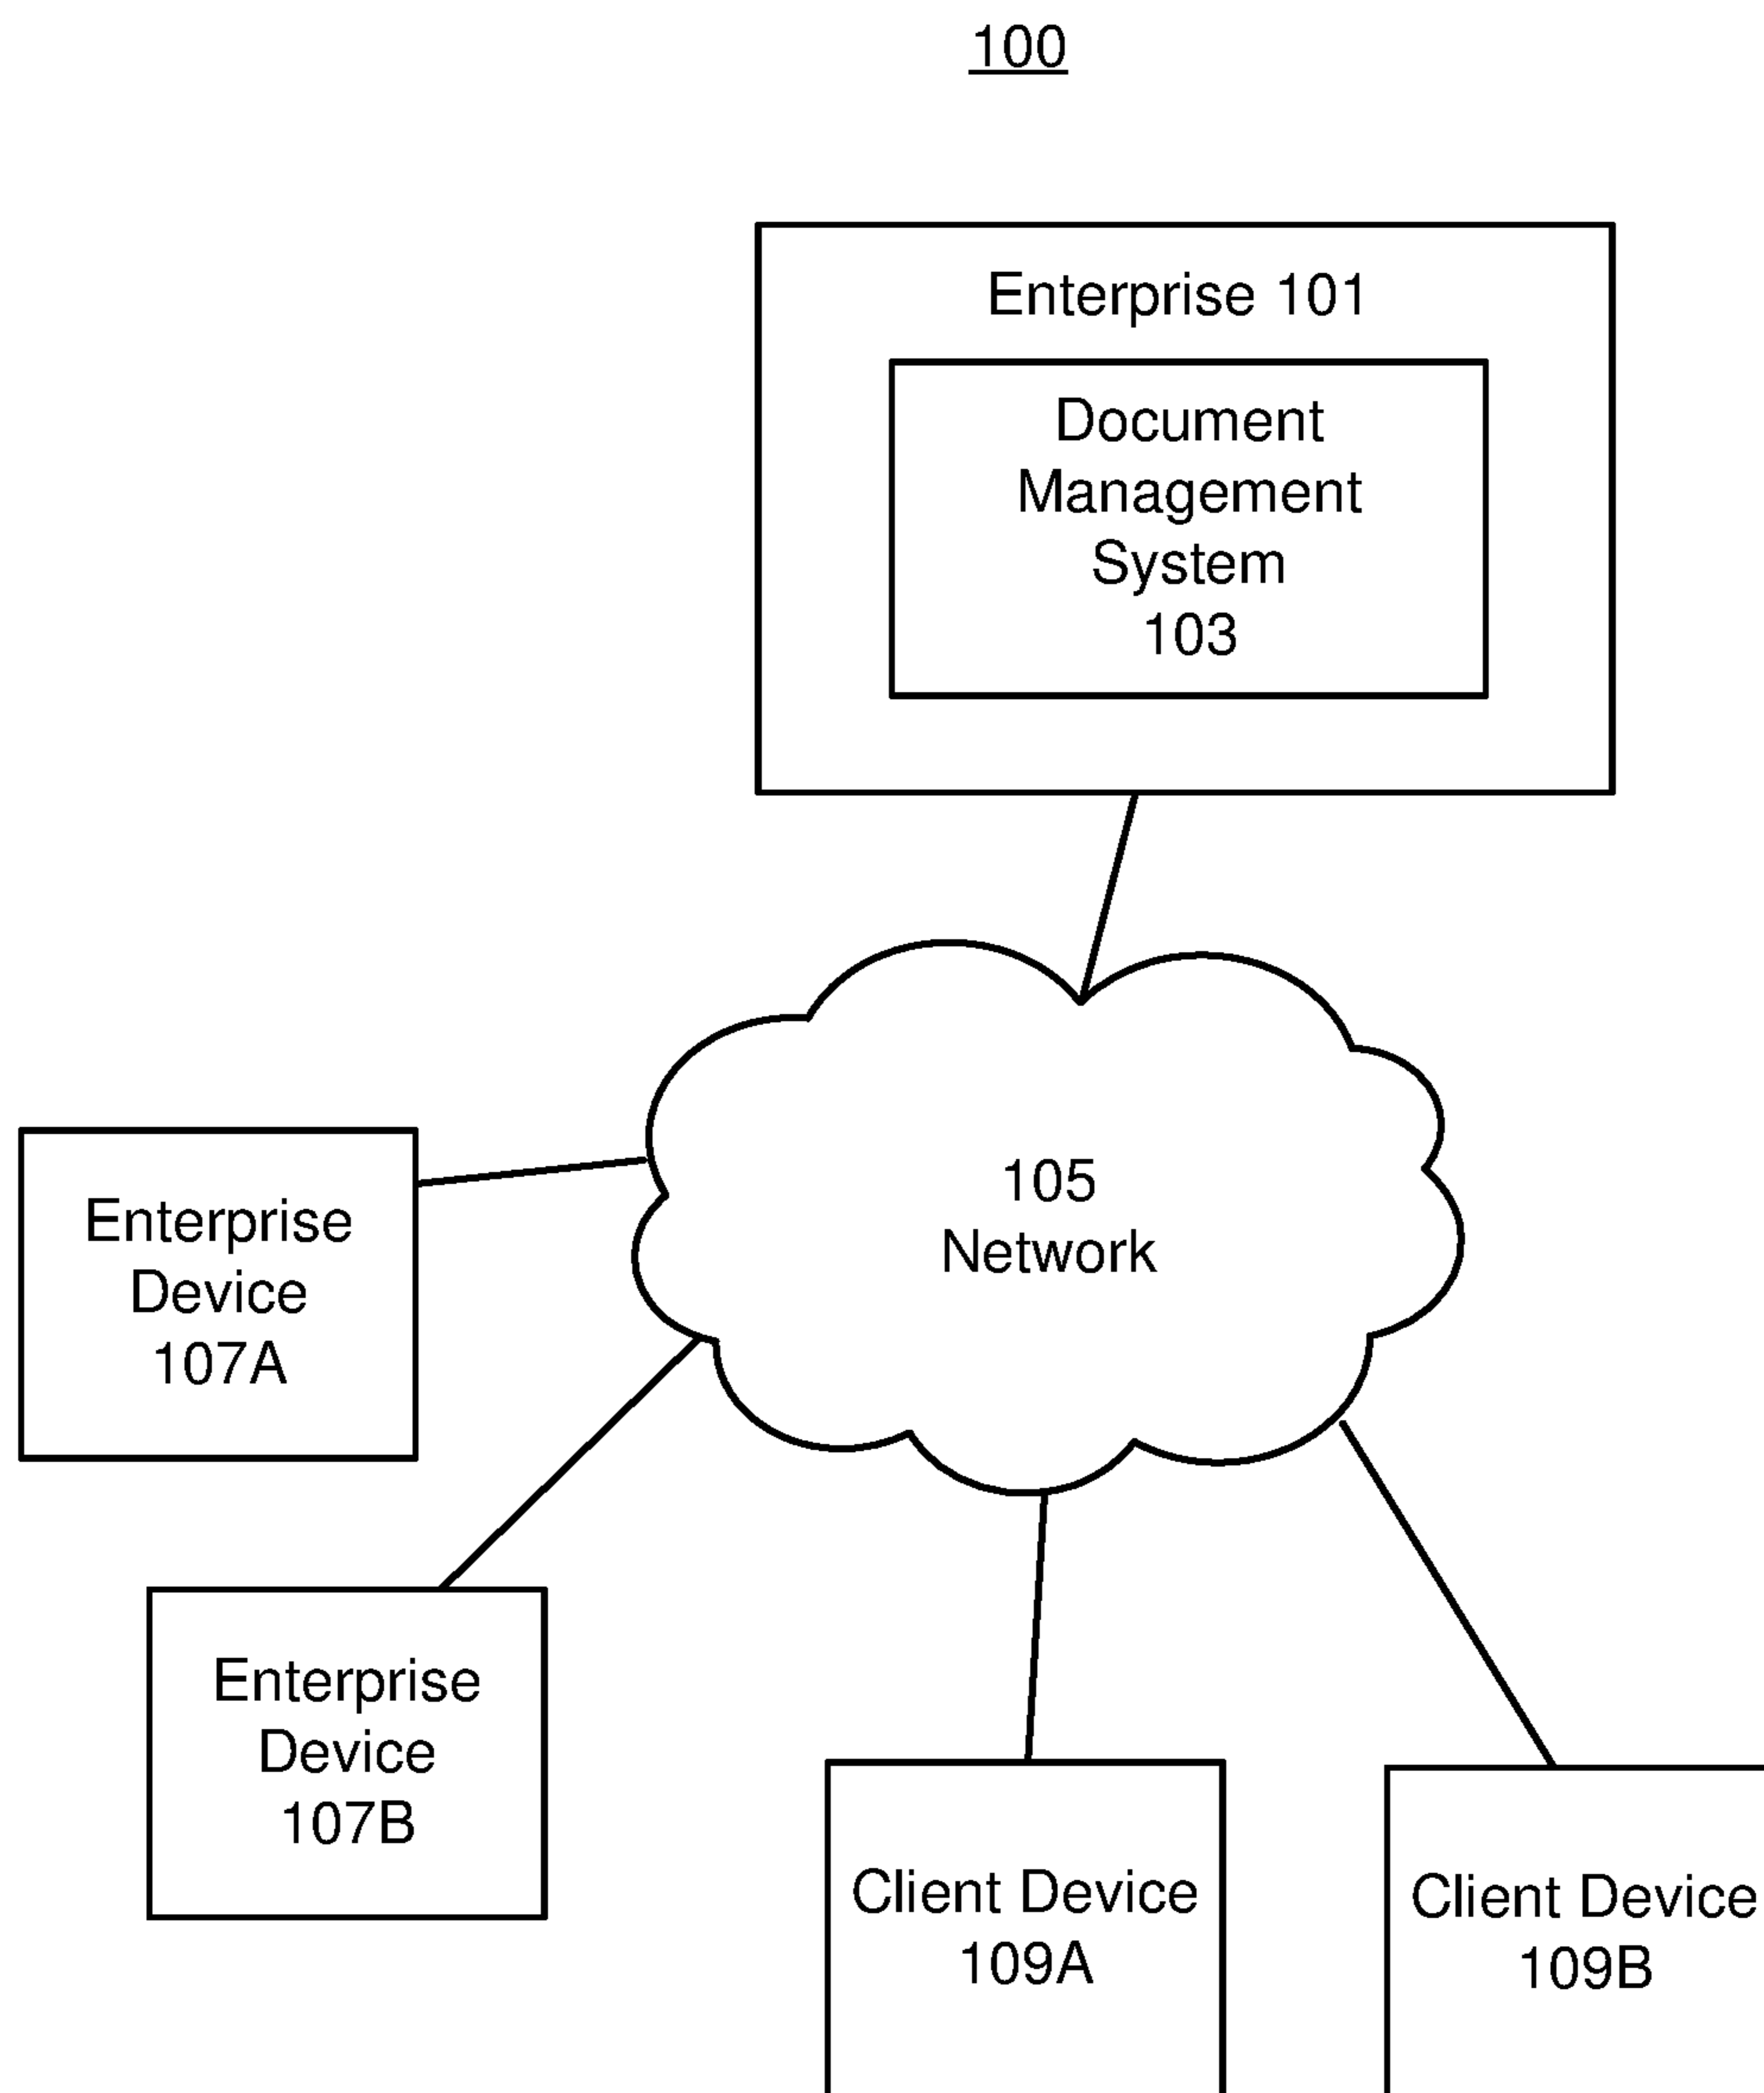 100
Enterprise 101
Document
Management
System
103
105
Network
Enterprise
Device
107A
Enterprise
Device
107B
Client Device
109A
Client Device
109B